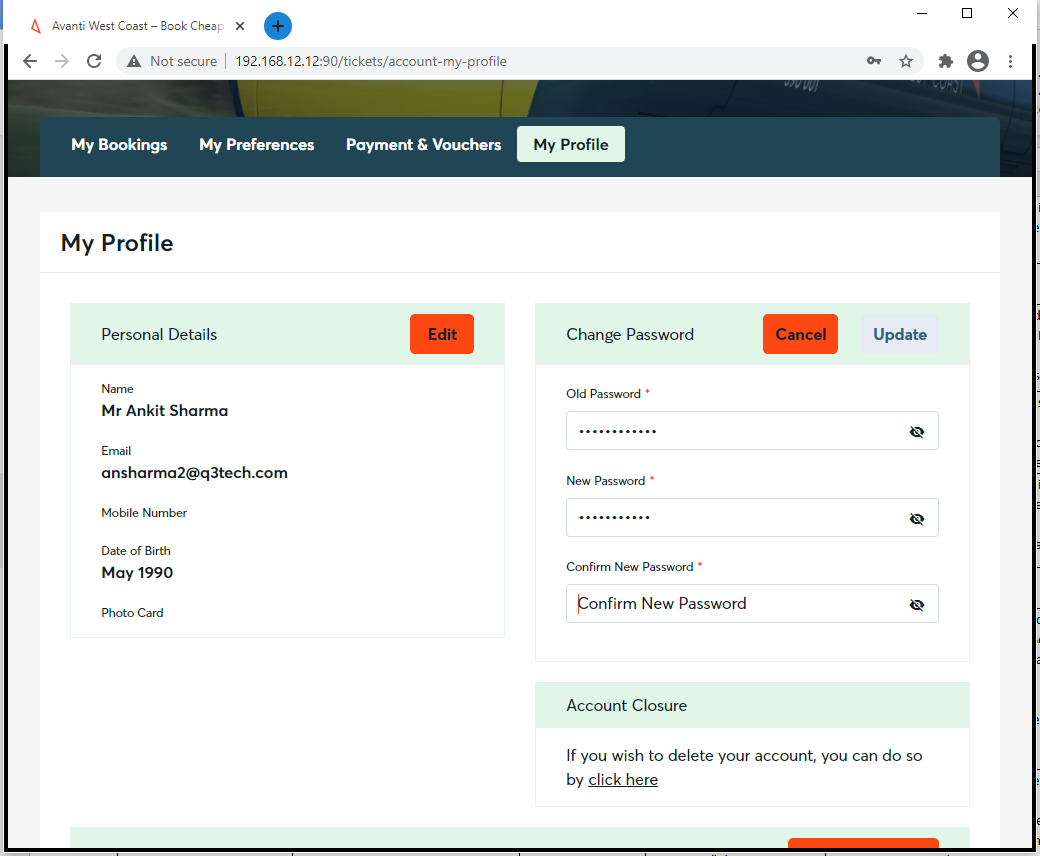 Avanti West Coast – Book Cheap
Not secure
192.168.12.12:90/tickets/account-my-profile
COAST
My Bookings
My Preferences
Payment & Vouchers
My Profile
My Profile
Personal Details
Edit
Name
Mr Ankit Sharma
Email
ansharma2@q3tech.com
Mobile Number
Date of Birth
May 1990
Photo Card
Change Password
Cancel
Update
Old Password *
••••••••••••
New Password *
•••••••••••
Confirm New Password *
Confirm New Password
Account Closure
If you wish to delete your account, you can do so
by click here